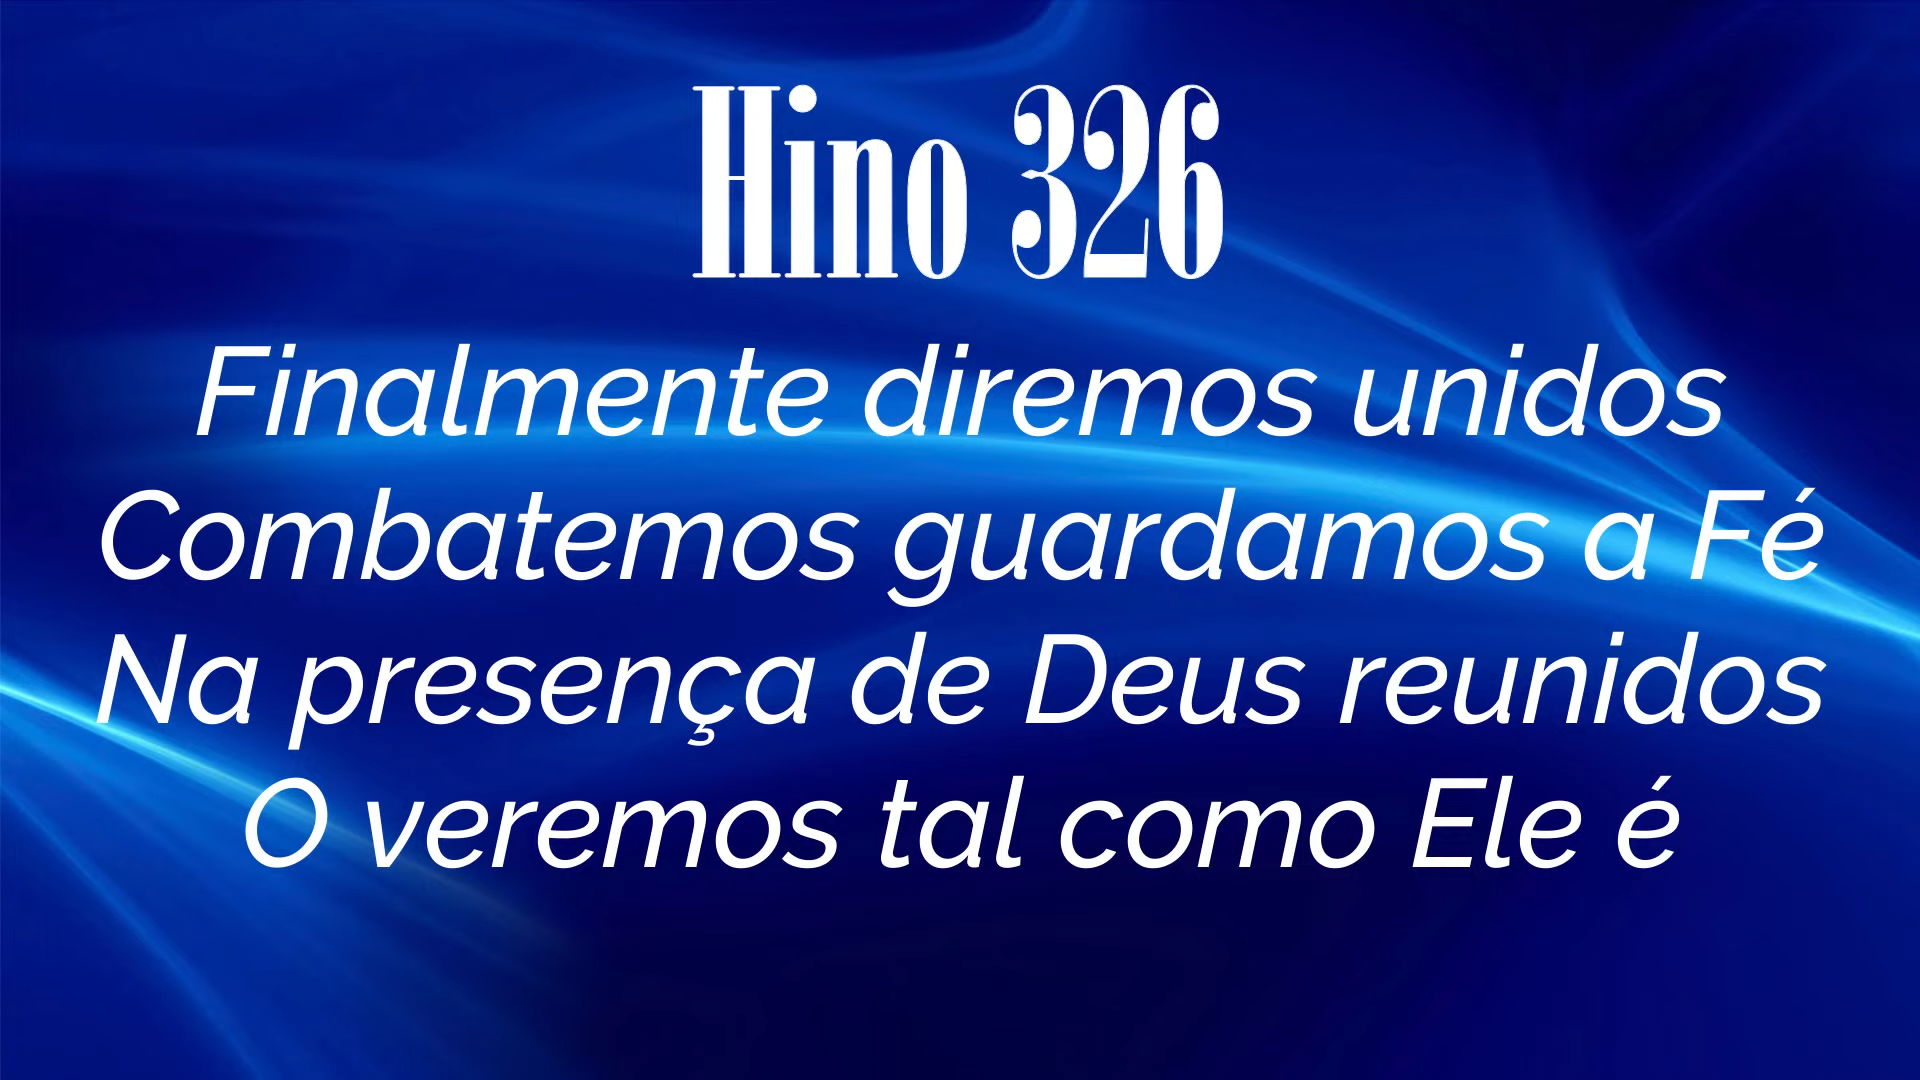 Hino 326
Finalmente diremos unidos
Combatemos guardamos a Fé
Na presença de Deus reunidos
O veremos tal como Ele é